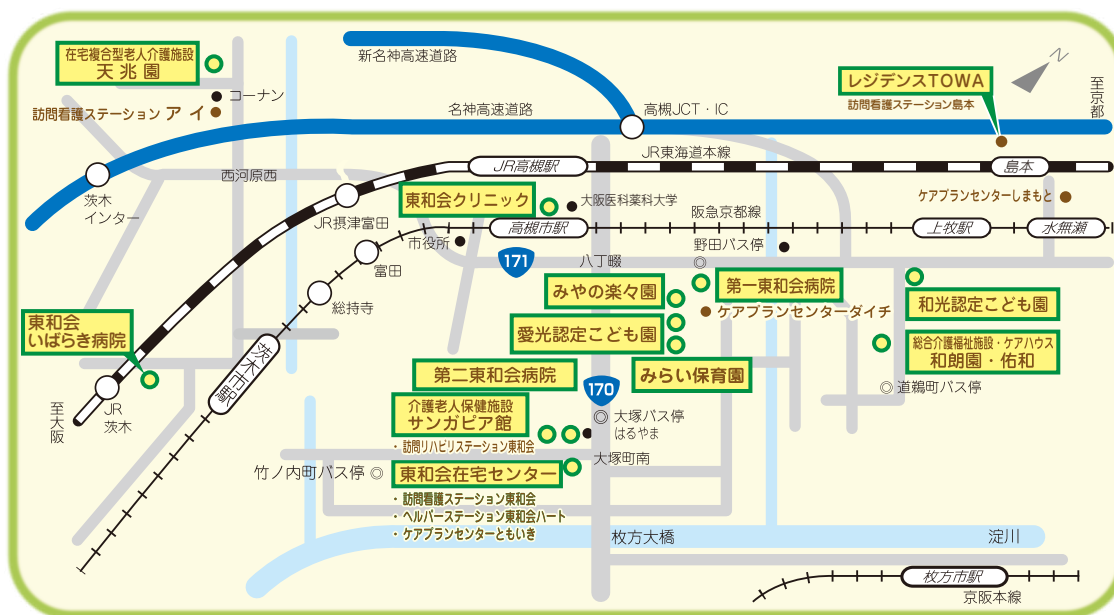 在宅複合型老人介護施設
天兆園
コーナン
訪問看護ステーション アイ
新名神高速道路
名神高速道路
高槻JCT・IC
レジデンスTOWA
訪問看護ステーション島本
N
至京都
JR東海道本線
JR高槻駅
島本
茨木
インター
西河原西
JR摂津富田
東和会クリニック
大阪医科薬科大学
ケアプランセンターしまもと
阪急京都線
市役所
高槻市駅
上牧駅
水無瀬
野田バス停
171
八丁畷
富田
総持寺
みやの楽々園
第一東和会病院
ケアプランセンターダイチ
和光認定こども園
愛光認定こども園
総合介護福祉施設・ケアハウス
和朗園・佑和
東和会
いばらき病院
茨木市駅
第二東和会病院
みらい保育園
170
道鵜町バス停
JR
茨木
至大阪
介護老人保健施設
サンガピア館
・訪問リハビリステーション東和会
大塚バス停
はるやま
大塚町南
竹ノ内町バス停
東和会在宅センター
・訪問看護ステーション東和会
・ヘルパーステーション東和会ハート
・ケアプランセンターともいき
枚方大橋
淀川
枚方市駅
京阪本線